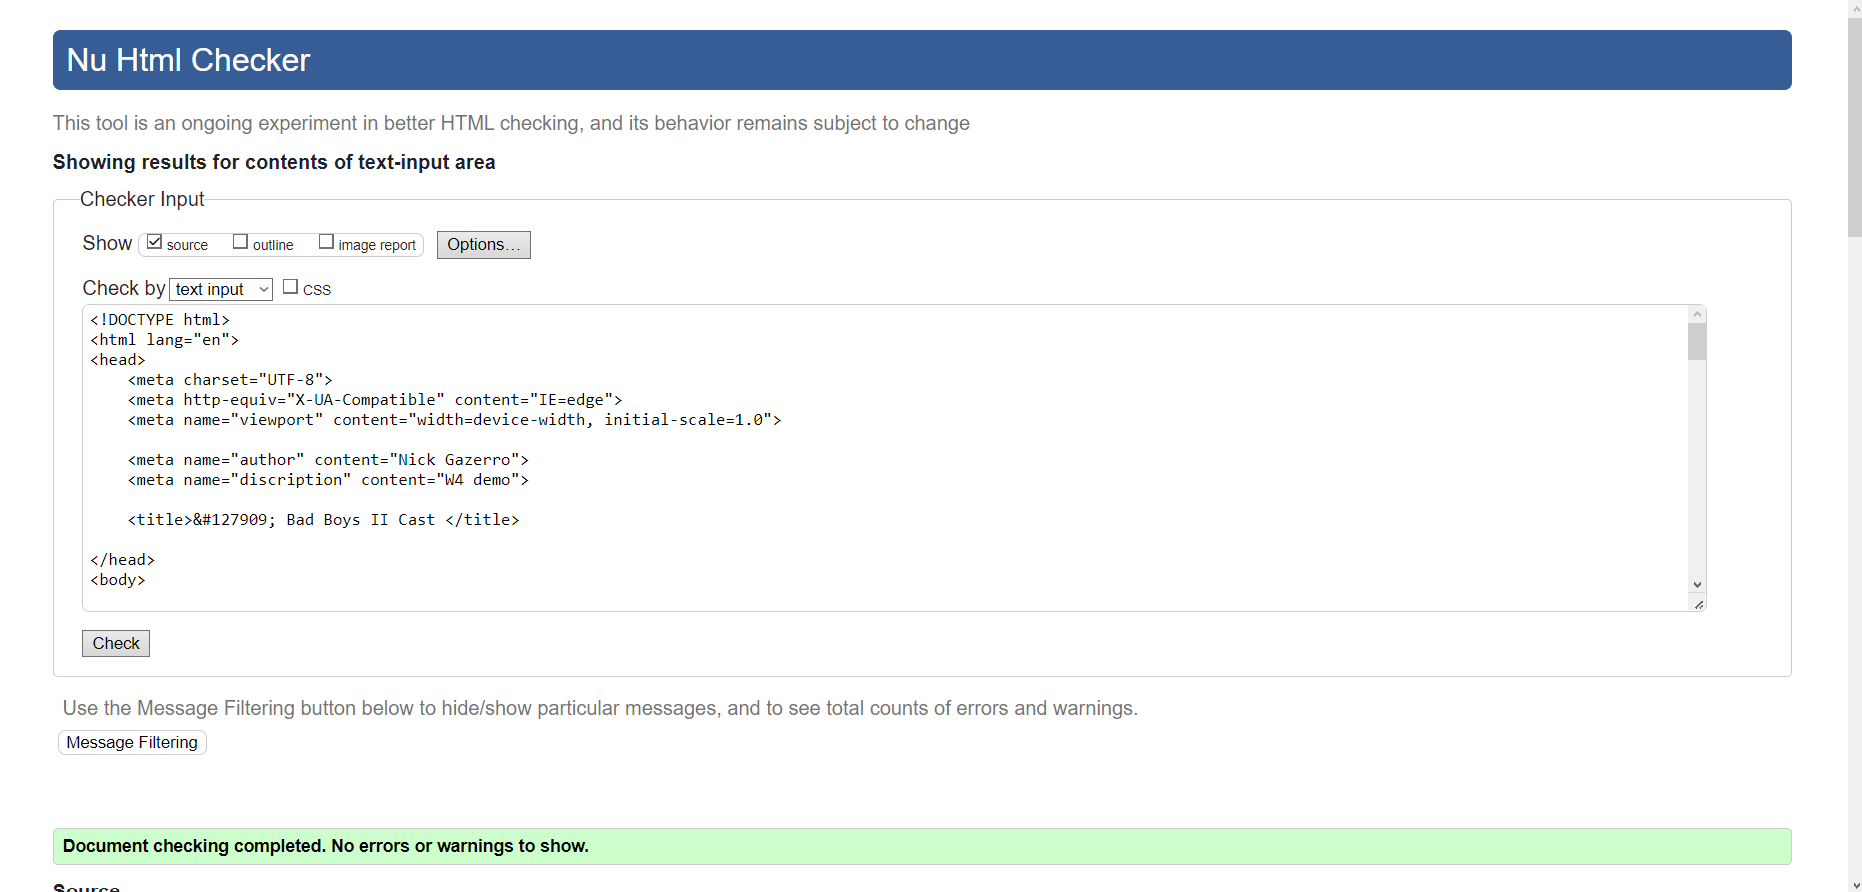 Nu Html Checker
This tool is an ongoing experiment in better HTML checking, and its behavior remains subject to change
Showing results for contents of text-input area
Checker Input
Show source outline image report Options...
Check by text input CSS
<!DOCTYPE html>
<html lang="en">
<head>
    <meta charset="UTF-8">
    <meta http-equiv="X-UA-Compatible" content="IE=edge">
    <meta name="viewport" content="width=device-width, initial-scale=1.0">
    <meta name="author" content="Nick Gazerro">
    <meta name="discription" content="W4 demo">
    <title>&#127909; Bad Boys II Cast </title>
</head>
<body>
Check
Use the Message Filtering button below to hide/show particular messages, and to see total counts of errors and warnings.
Message Filtering
Document checking completed. No errors or warnings to show.
Source